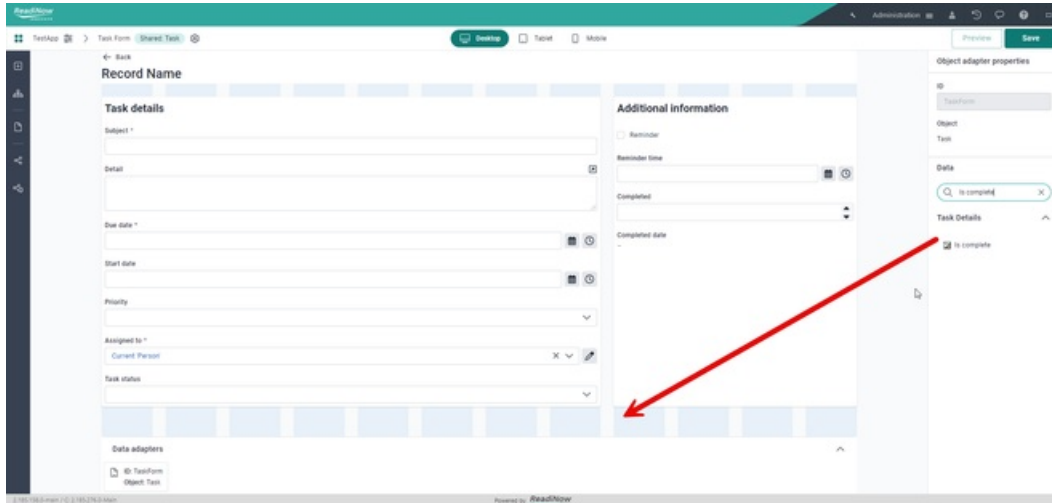 ReadiNow
Administration
TestApp > Task Form Shared: Task
Desktop Tablet Mobile
Preview Save
← Back
Record Name
Task details
Subject *
Detail
Due date *
Start date
Priority
Assigned to *
Current 'Person'
Task status
Additional information
Reminder
Reminder time
Completed
Completed date
--
Object adapter properties
ID
TaskForm
Object
Task
Data
Is complete
Task Details
Is complete
Data adapters
ID: TaskForm
Object: Task
Powered by ReadiNow